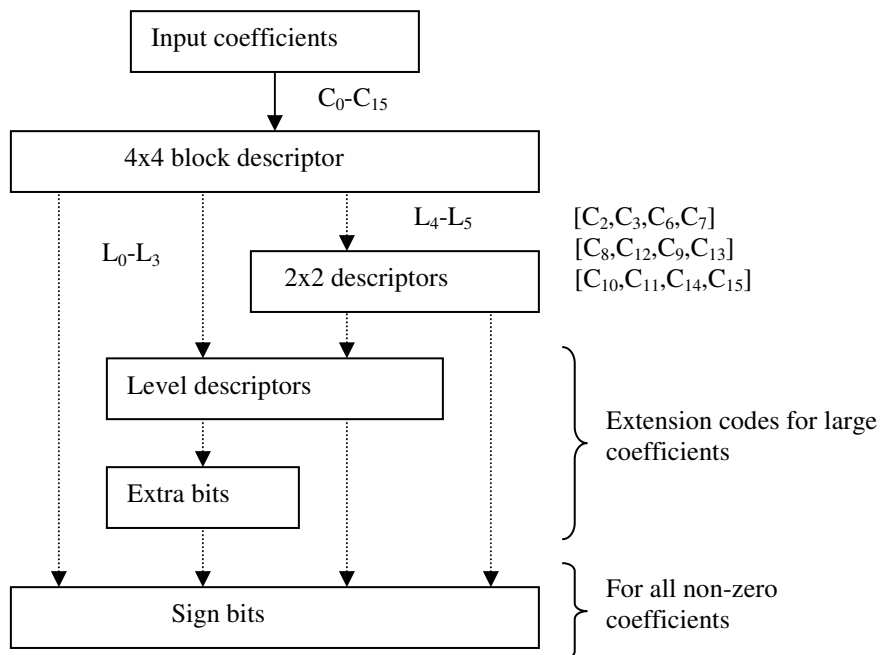 Input coefficients
C₀-C₁₅
4x4 block descriptor
L₄-L₅
[C₂,C₃,C₆,C₇]
[C₈,C₁₂,C₉,C₁₃]
[C₁₀,C₁₁,C₁₄,C₁₅]
L₀-L₃
2x2 descriptors
Level descriptors
Extension codes for large
coefficients
Extra bits
For all non-zero
coefficients
Sign bits